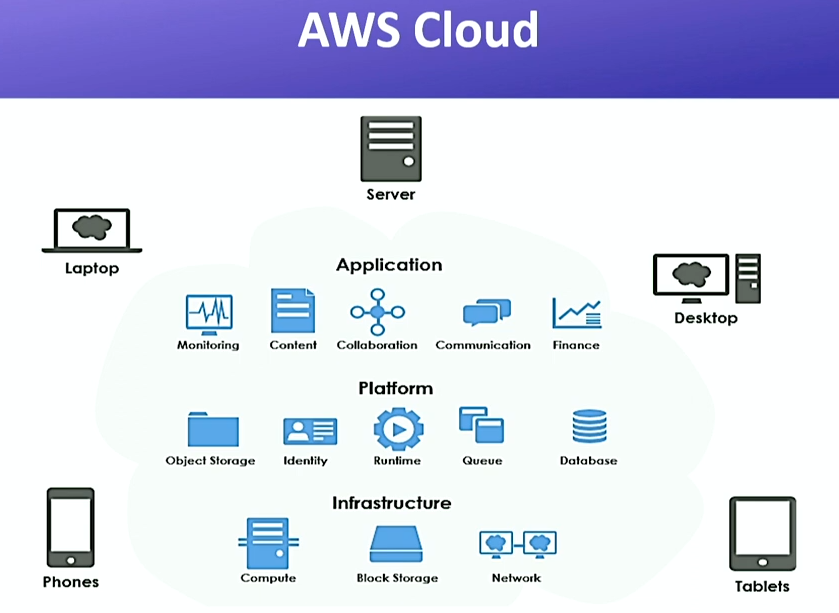 AWS Cloud
Server
Laptop
Application
Desktop
Monitoring
Content
Collaboration
Communication
Finance
Platform
Object Storage
Identity
Runtime
Queue
Database
Infrastructure
Compute
Block Storage
Network
Phones
Tablets